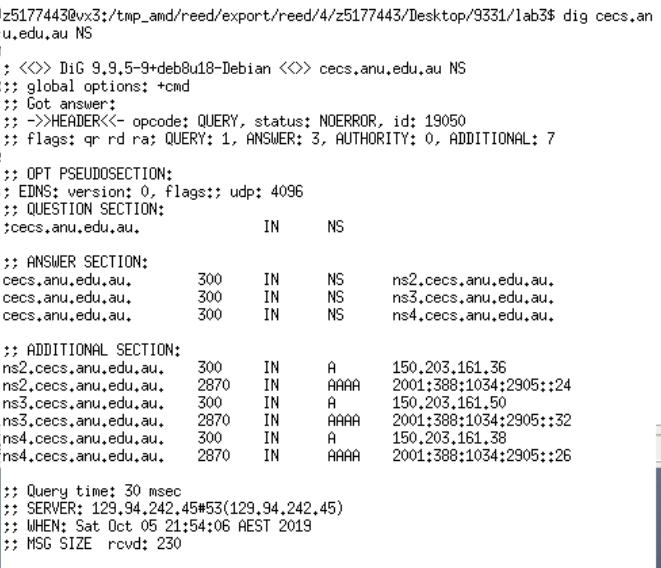 z5177443@vx3:/tmp_amd/reed/export/reed/4/z5177443/Desktop/9331/lab3$ dig cecs.an
u.edu.au NS
; <<>> DiG 9.9.5-9+deb8u18-Debian <<>> cecs.anu.edu.au NS
;; global options: +cmd
;; Got answer:
;; ->>HEADER<<- opcode: QUERY, status: NOERROR, id: 19050
;; flags: qr rd ra; QUERY: 1, ANSWER: 3, AUTHORITY: 0, ADDITIONAL: 7
;; OPT PSEUDOSECTION:
; EDNS: version: 0, flags:; udp: 4096
;; QUESTION SECTION:
;cecs.anu.edu.au. IN NS
;; ANSWER SECTION:
cecs.anu.edu.au. 300 IN NS ns2.cecs.anu.edu.au.
cecs.anu.edu.au. 300 IN NS ns3.cecs.anu.edu.au.
cecs.anu.edu.au. 300 IN NS ns4.cecs.anu.edu.au.
;; ADDITIONAL SECTION:
ns2.cecs.anu.edu.au. 300 IN A 150.203.161.36
ns2.cecs.anu.edu.au. 2870 IN AAAA 2001:388:1034:2905::24
ns3.cecs.anu.edu.au. 300 IN A 150.203.161.50
ns3.cecs.anu.edu.au. 2870 IN AAAA 2001:388:1034:2905::32
ns4.cecs.anu.edu.au. 300 IN A 150.203.161.38
ns4.cecs.anu.edu.au. 2870 IN AAAA 2001:388:1034:2905::26
;; Query time: 30 msec
;; SERVER: 129.94.242.45#53(129.94.242.45)
;; WHEN: Sat Oct 05 21:54:06 AEST 2019
;; MSG SIZE rcvd: 230